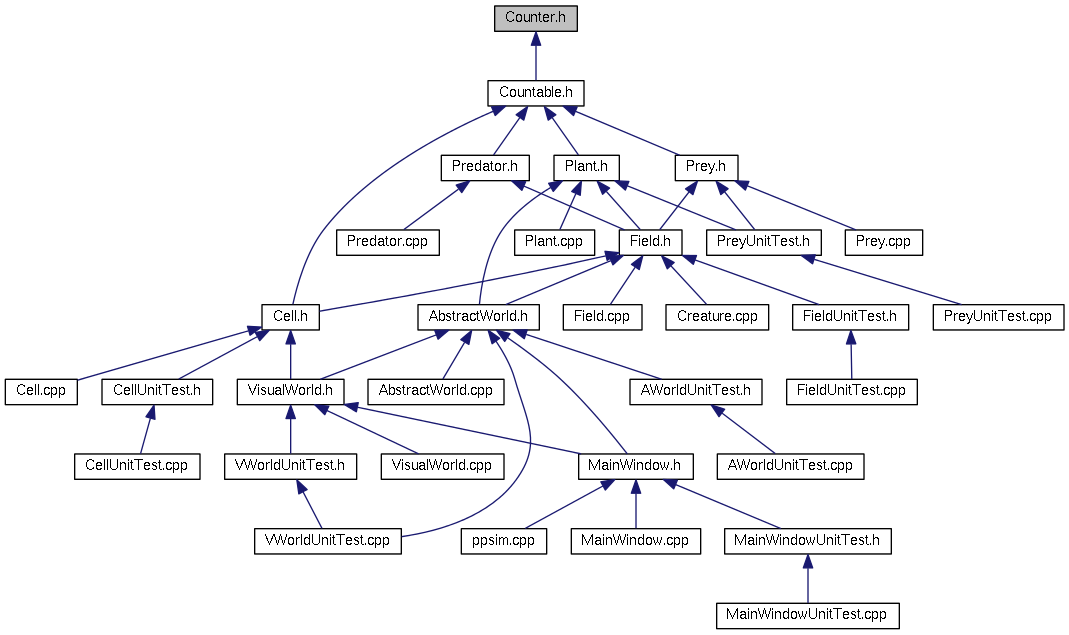 Counter.h
Countable.h
Predator.h
Plant.h
Prey.h
Predator.cpp
Plant.cpp
Field.h
PreyUnitTest.h
Prey.cpp
Cell.h
AbstractWorld.h
Field.cpp
Creature.cpp
FieldUnitTest.h
PreyUnitTest.cpp
Cell.cpp
CellUnitTest.h
VisualWorld.h
AbstractWorld.cpp
AWorldUnitTest.h
FieldUnitTest.cpp
CellUnitTest.cpp
VWorldUnitTest.h
VisualWorld.cpp
MainWindow.h
AWorldUnitTest.cpp
VWorldUnitTest.cpp
ppsim.cpp
MainWindow.cpp
MainWindowUnitTest.h
MainWindowUnitTest.cpp